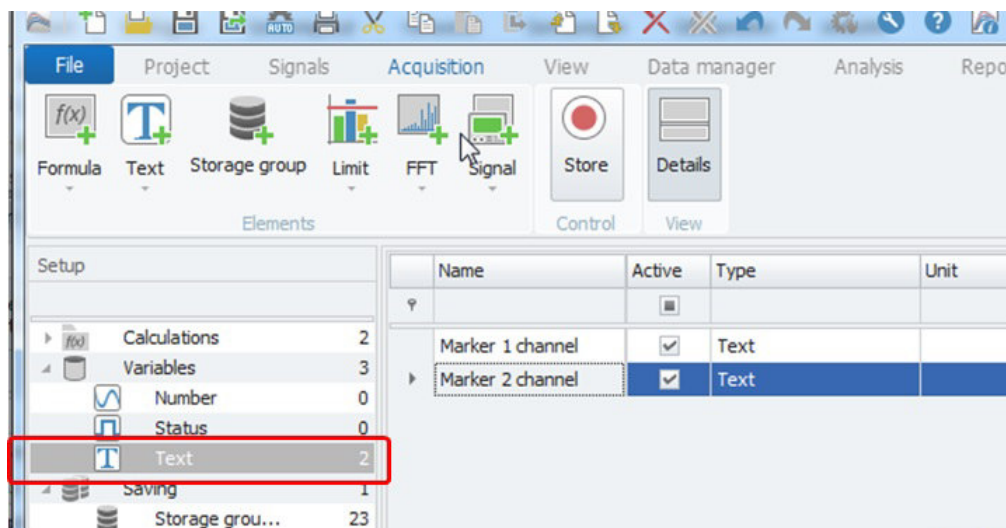 AUTO
File Project Signals Acquisition View Data manager Analysis Repo
f(x)
Formula Text Storage group Limit FFT Signal Store Details
Elements Control View
Setup
Name Active Type Unit
f(x) Calculations 2
Variables 3
Number 0
Status 0
T Text 2
Saving 1
Storage grou... 23
Marker 1 channel Text
Marker 2 channel Text